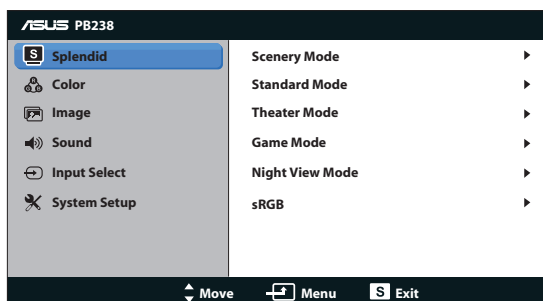 ASUS PB238
S Splendid
Color
Image
Sound
Input Select
System Setup
Scenery Mode
Standard Mode
Theater Mode
Game Mode
Night View Mode
sRGB
Move Menu S Exit